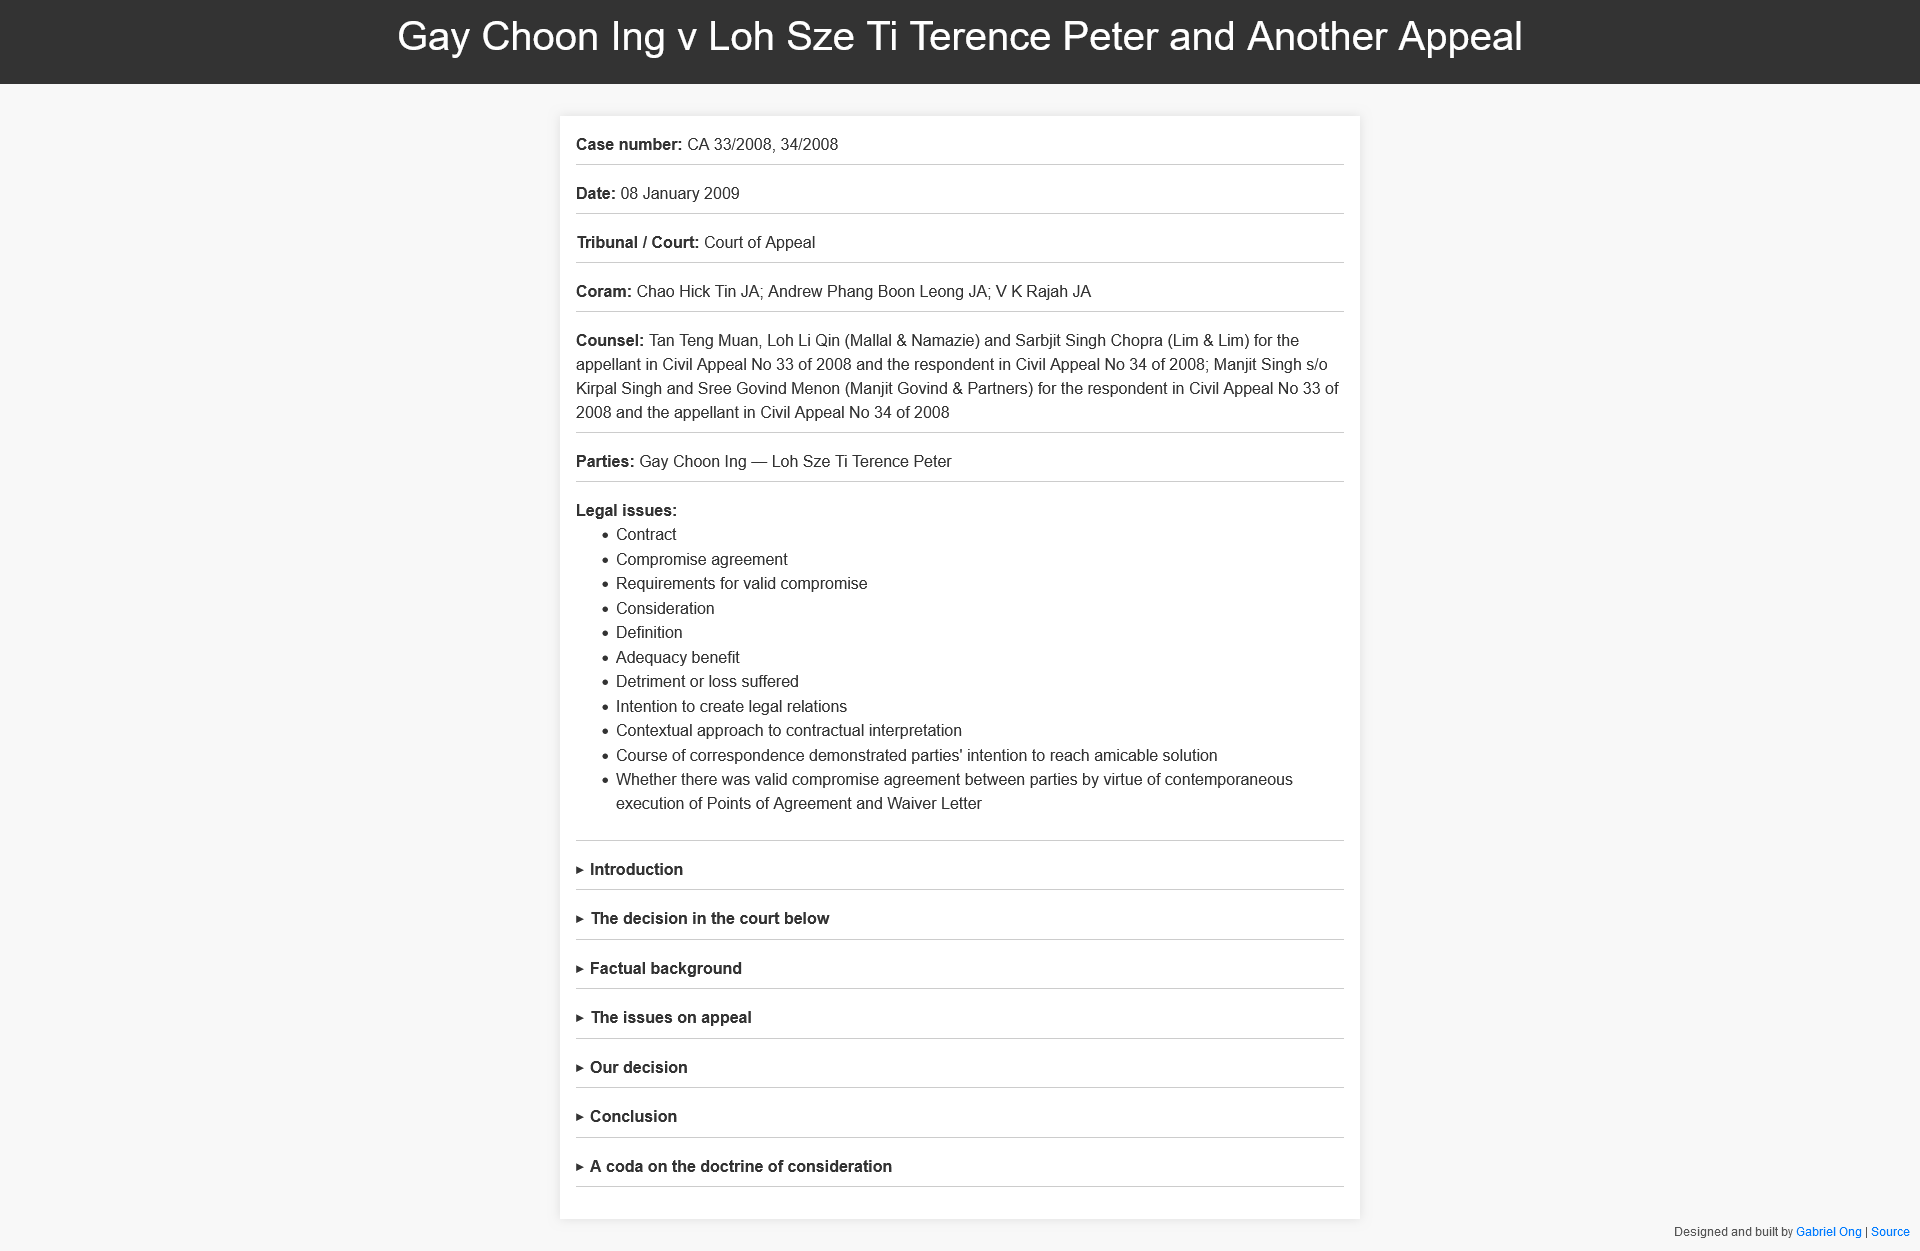 Gay Choon Ing v Loh Sze Ti Terence Peter and Another Appeal
Case number: CA 33/2008, 34/2008
Date: 08 January 2009
Tribunal / Court: Court of Appeal
Coram: Chao Hick Tin JA; Andrew Phang Boon Leong JA; V K Rajah JA
Counsel: Tan Teng Muan, Loh Li Qin (Mallal & Namazie) and Sarbjit Singh Chopra (Lim & Lim) for the
appellant in Civil Appeal No 33 of 2008 and the respondent in Civil Appeal No 34 of 2008; Manjit Singh s/o
Kirpal Singh and Sree Govind Menon (Manjit Govind & Partners) for the respondent in Civil Appeal No 33 of
2008 and the appellant in Civil Appeal No 34 of 2008
Parties: Gay Choon Ing — Loh Sze Ti Terence Peter
Legal issues:
• Contract
• Compromise agreement
• Requirements for valid compromise
• Consideration
• Definition
• Adequacy benefit
• Detriment or loss suffered
• Intention to create legal relations
• Contextual approach to contractual interpretation
• Course of correspondence demonstrated parties' intention to reach amicable solution
• Whether there was valid compromise agreement between parties by virtue of contemporaneous
execution of Points of Agreement and Waiver Letter
▸ Introduction
▸ The decision in the court below
▸ Factual background
▸ The issues on appeal
▸ Our decision
▸ Conclusion
▸ A coda on the doctrine of consideration
Designed and built by Gabriel Ong | Source